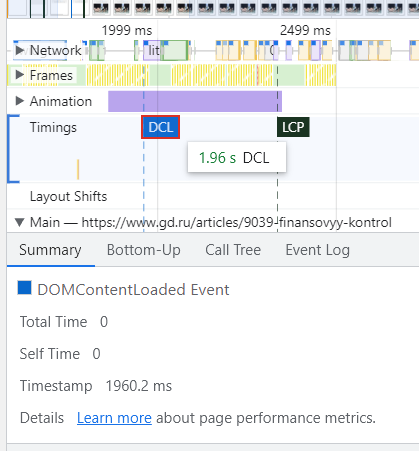 1999 ms 2499 ms
Network lit
Frames
Animation
Timings DCL LCP
1.96 s DCL
Layout Shifts
Main — https://www.gd.ru/articles/9039-finansovyy-kontrol
Summary Bottom-Up Call Tree Event Log
DOMContentLoaded Event
Total Time 0
Self Time 0
Timestamp 1960.2 ms
Details Learn more about page performance metrics.